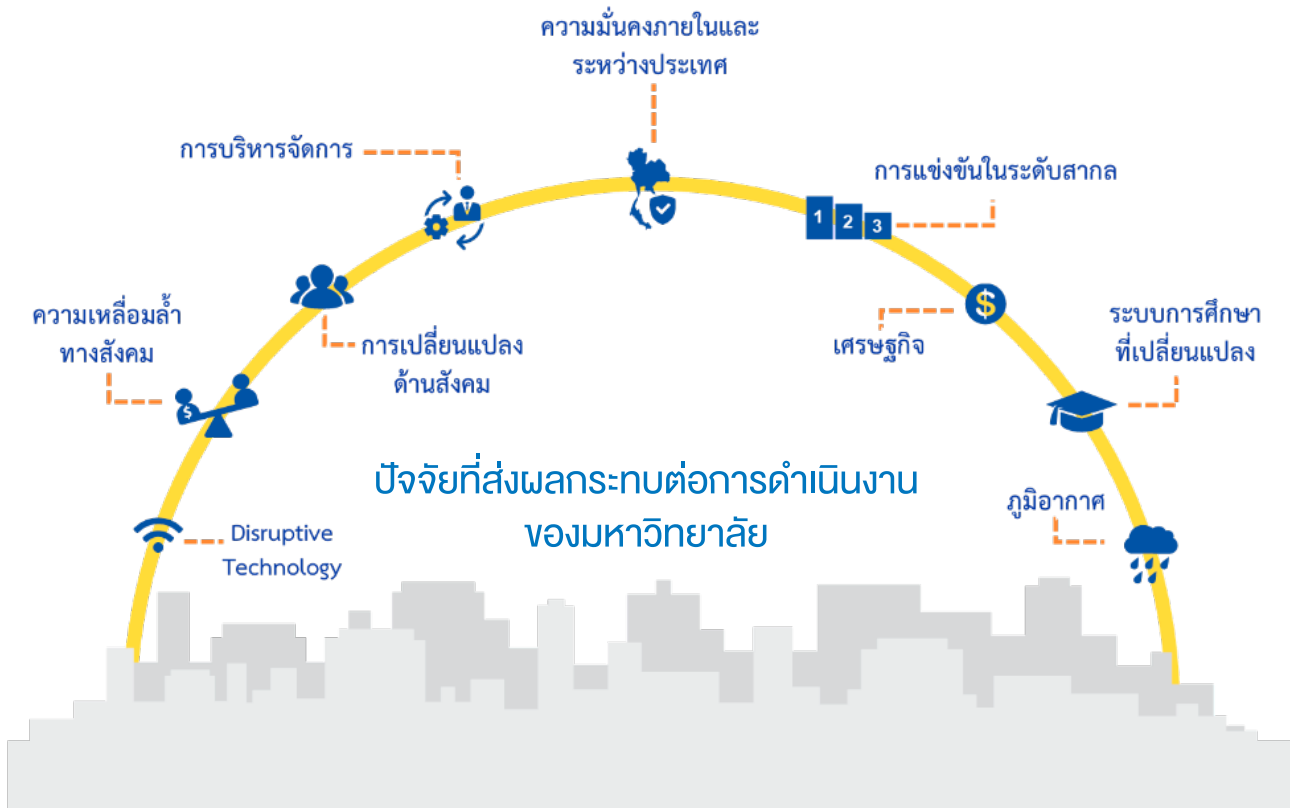 ความมั่นคงภายในและ
ระหว่างประเทศ
การบริหารจัดการ
การแข่งขันในระดับสากล
1 2 3
ความเหลื่อมล้ำ
ทางสังคม
การเปลี่ยนแปลง
ด้านสังคม
$
เศรษฐกิจ
ระบบการศึกษา
ที่เปลี่ยนแปลง
$
ปัจจัยที่ส่งผลกระทบต่อการดำเนินงาน
ของมหาวิทยาลัย
Disruptive
Technology
ภูมิอากาศ